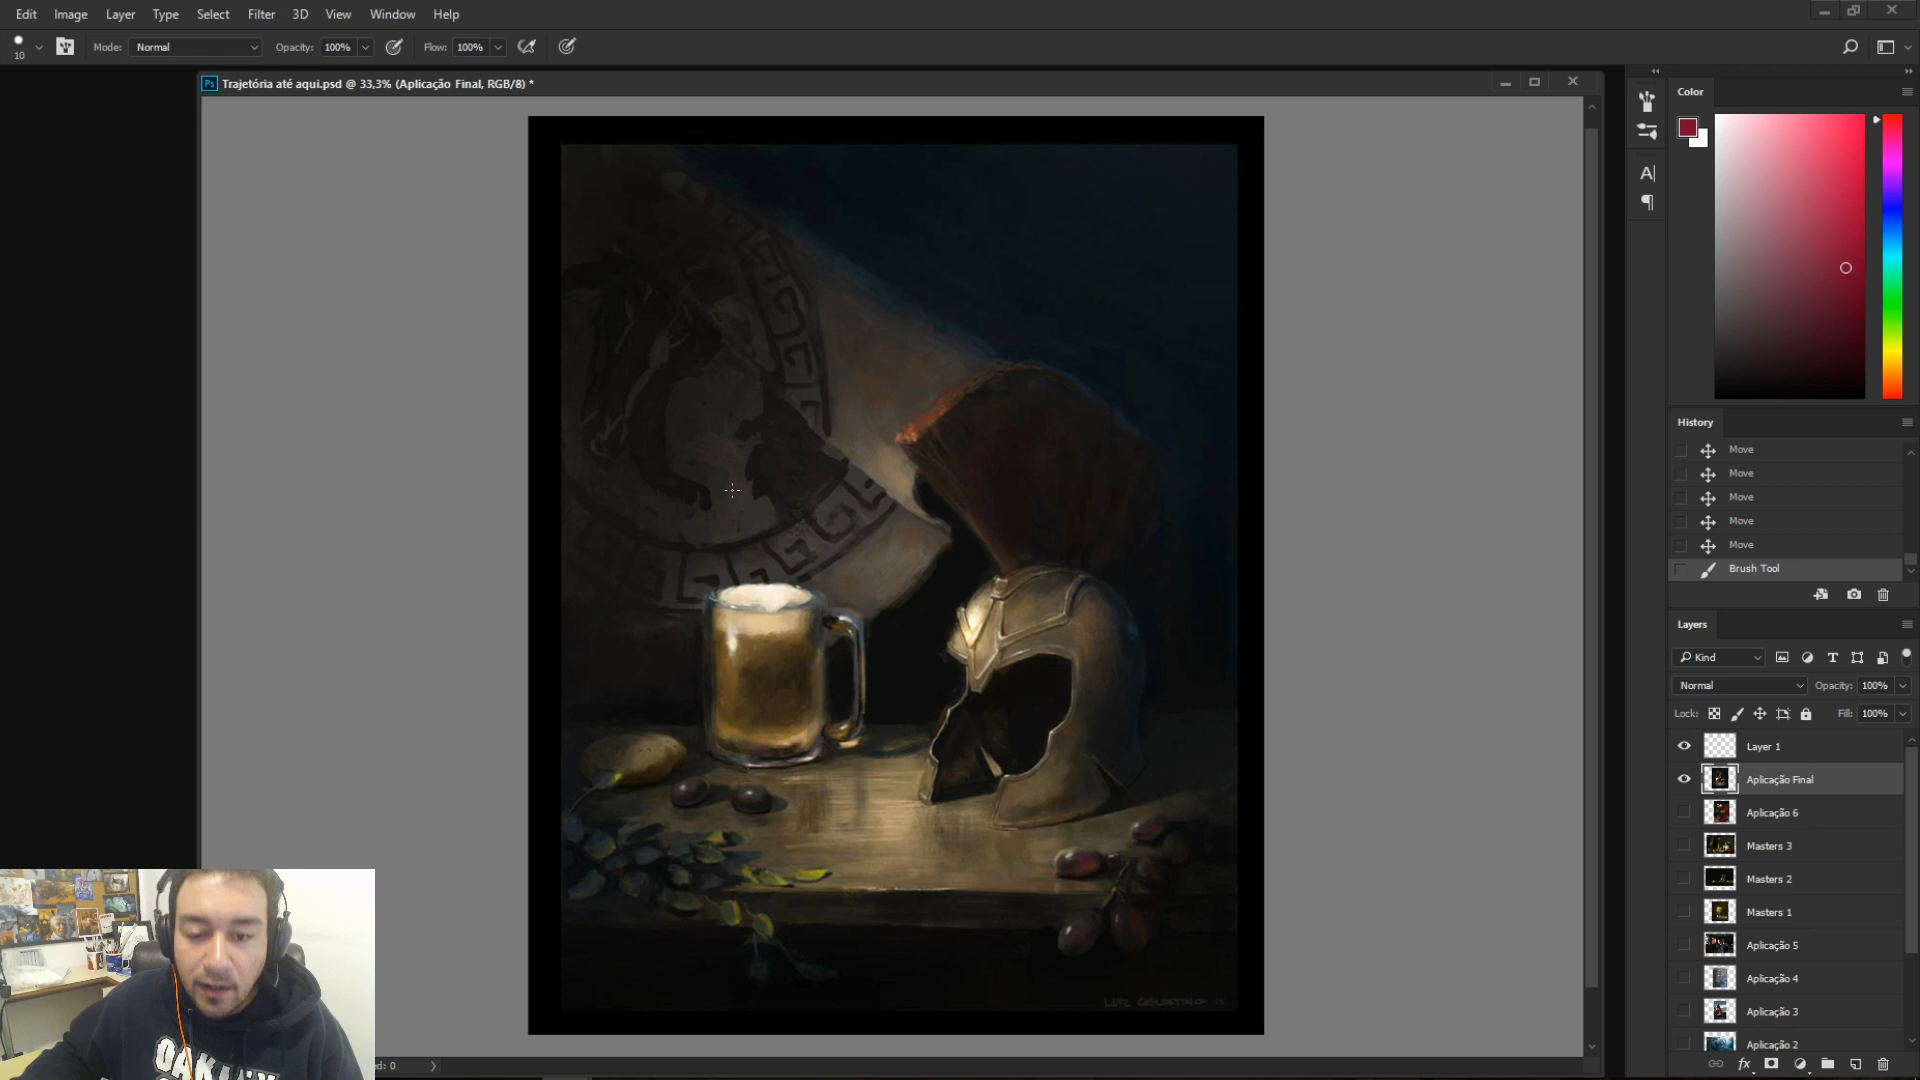 Edit Image Layer Type Select Filter 3D View Window Help
10 Mode: Normal Opacity: 100% Flow: 100%
Trajetória até aqui.psd @ 33,3% (Aplicação Final, RGB/8) *
Color
A|
History
Move
Move
Move
Move
Move
Brush Tool
Layers
Kind
Normal Opacity: 100%
Lock: Fill: 100%
Layer 1
Aplicação Final
Aplicação 6
Masters 3
Masters 2
Masters 1
Aplicação 5
Aplicação 4
Aplicação 3
Aplicação 2
fx
ed: 0
OAKLEY